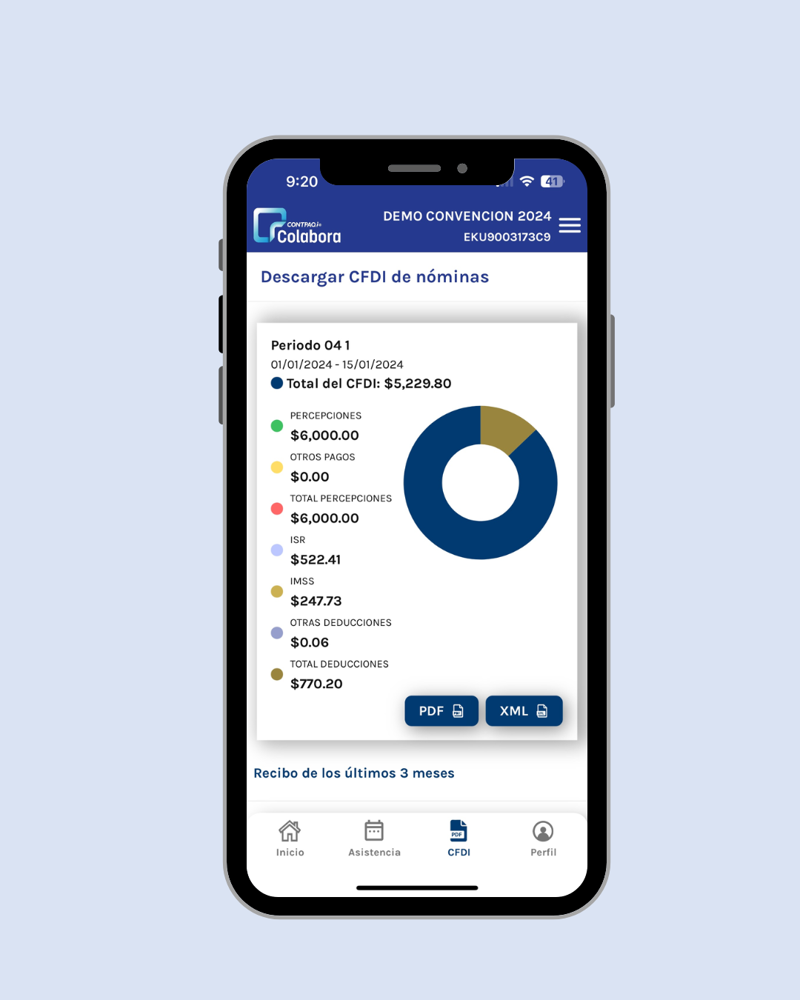 9:20
41
CONTPAQi®
Colabora
DEMO CONVENCION 2024
EKU9003173C9
Descargar CFDI de nóminas
Periodo 04 1
01/01/2024 - 15/01/2024
Total del CFDI: $5,229.80
PERCEPCIONES
$6,000.00
OTROS PAGOS
$0.00
TOTAL PERCEPCIONES
$6,000.00
ISR
$522.41
IMSS
$247.73
OTRAS DEDUCCIONES
$0.06
TOTAL DEDUCCIONES
$770.20
PDF
XML
Recibo de los últimos 3 meses
PDF
Inicio
Asistencia
CFDI
Perfil